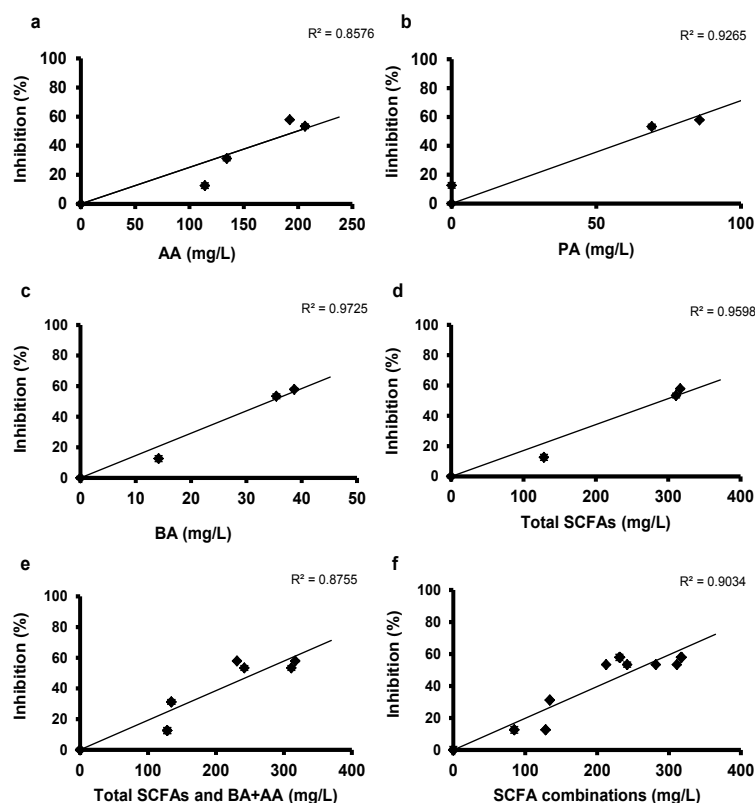 a
R² = 0.8576
Inhibition (%)
100
80
60
40
20
0
0 50 100 150 200 250
AA (mg/L)
b
R² = 0.9265
Iinhibition (%)
100
80
60
40
20
0
0 50 100
PA (mg/L)
c
R² = 0.9725
Inhibition (%)
100
80
60
40
20
0
0 10 20 30 40 50
BA (mg/L)
d
R² = 0.9598
Inhibition (%)
100
80
60
40
20
0
0 100 200 300 400
Total SCFAs (mg/L)
e
R² = 0.8755
Inhibition (%)
100
80
60
40
20
0
0 100 200 300 400
Total SCFAs and BA+AA (mg/L)
f
R² = 0.9034
Inhibition (%)
100
80
60
40
20
0
0 100 200 300 400
SCFA combinations (mg/L)